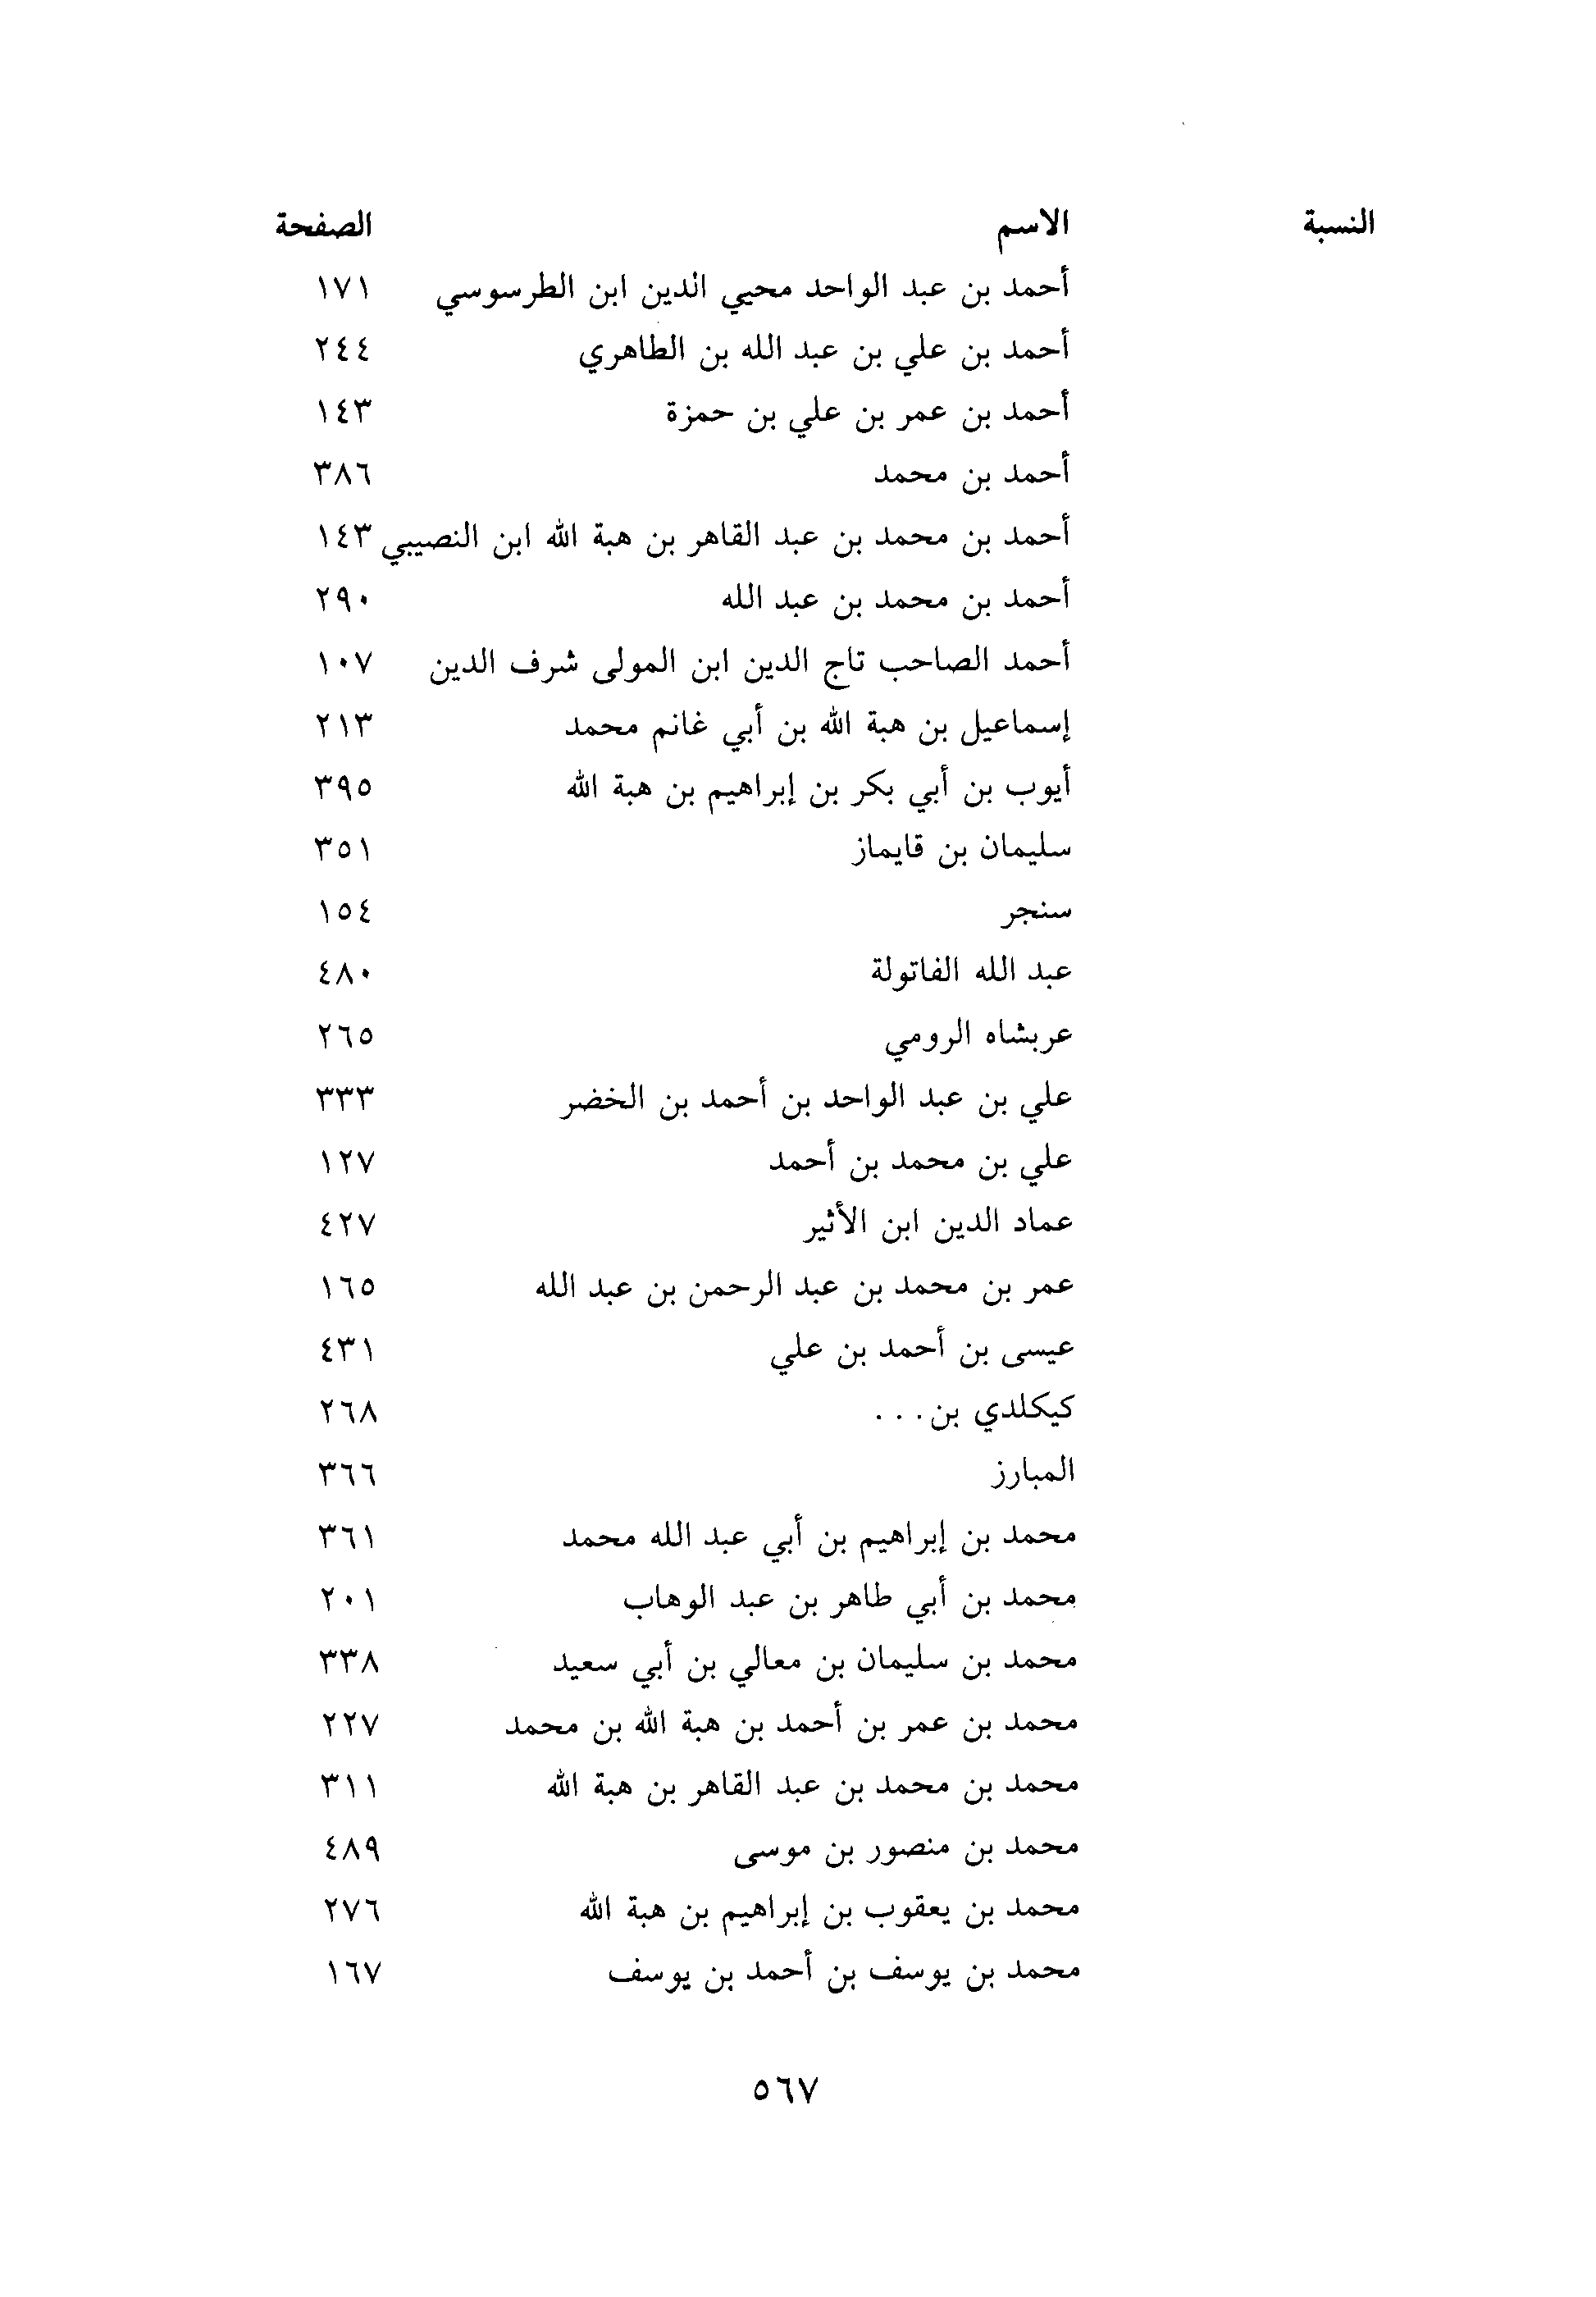 النسبة الاسم الصفحة
أحمد بن عبد الواحد محيي الدين ابن الطرسوسي ١٧١
أحمد بن علي بن عبد الله بن الطاهري ٢٤٤
أحمد بن عمر بن علي بن حمزة ١٤٣
أحمد بن محمد ٣٨٦
أحمد بن محمد بن عبد القاهر بن هبة الله ابن النصيبي ١٤٣
أحمد بن محمد بن عبد الله ٢٩٠
أحمد الصاحب تاج الدين ابن المولى شرف الدين ١٠٧
إسماعيل بن هبة الله بن أبي غانم محمد ٢١٣
أيوب بن أبي بكر بن إبراهيم بن هبة الله ٣٩٥
سليمان بن قايماز ٣٥١
سنجر ١٥٤
عبد الله الفاتولة ٤٨٠
عربشاه الرومي ٢٦٥
علي بن عبد الواحد بن أحمد بن الخضر ٣٣٣
علي بن محمد بن أحمد ١٢٧
عماد الدين ابن الأثير ٤٢٧
عمر بن محمد بن عبد الرحمن بن عبد الله ١٦٥
عيسى بن أحمد بن علي ٤٣١
كيكلدي بن... ٢٦٨
المبارز ٣٦٦
محمد بن إبراهيم بن أبي عبد الله محمد ٣٦١
محمد بن أبي طاهر بن عبد الوهاب ٢٠١
محمد بن سليمان بن معالي بن أبي سعيد ٣٣٨
محمد بن عمر بن أحمد بن هبة الله بن محمد ٢٢٧
محمد بن محمد بن عبد القاهر بن هبة الله ٣١١
محمد بن منصور بن موسى ٤٨٩
محمد بن يعقوب بن إبراهيم بن هبة الله ٢٧٦
محمد بن يوسف بن أحمد بن يوسف ١٦٧
٥٦٧